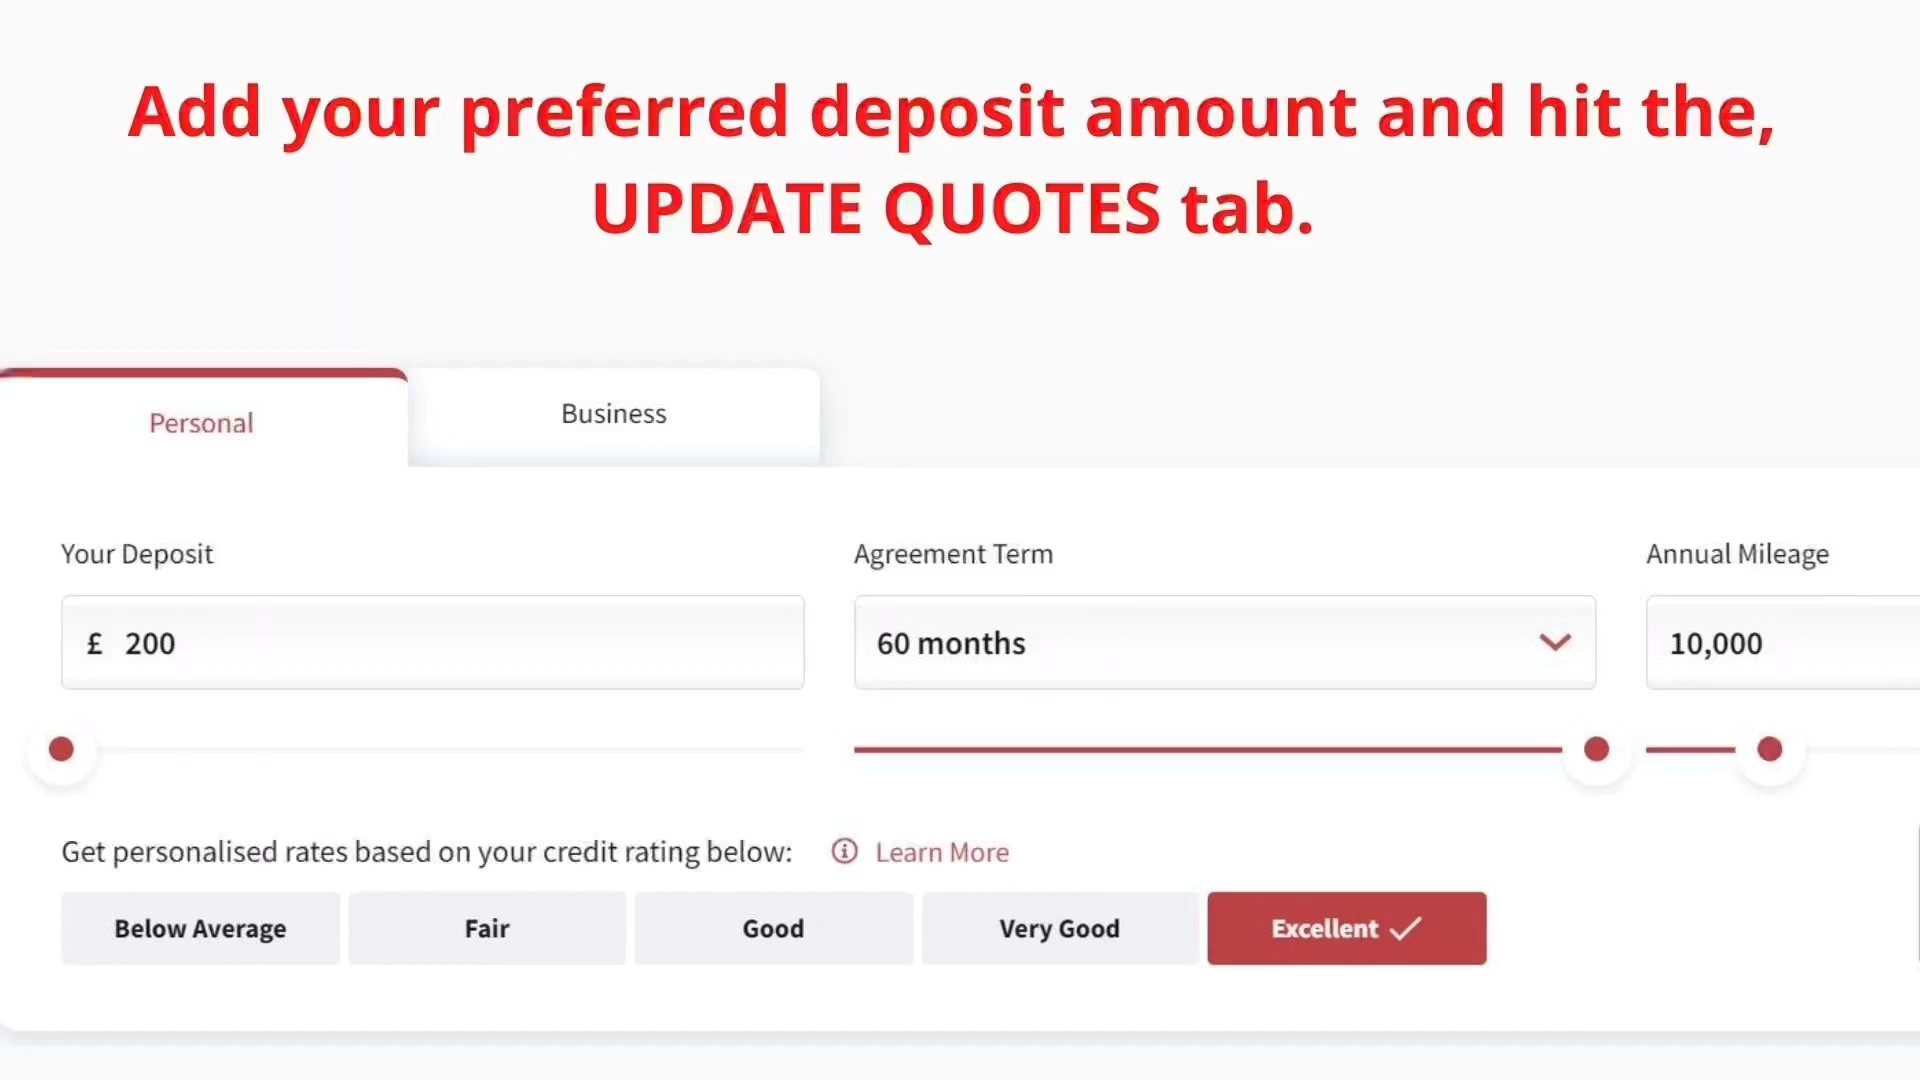 Add your preferred deposit amount and hit the,
UPDATE QUOTES tab.
Personal
Business
Your Deposit
Agreement Term
Annual Mileage
£ 200
60 months
10,000
Get personalised rates based on your credit rating below:
Learn More
Below Average
Fair
Good
Very Good
Excellent